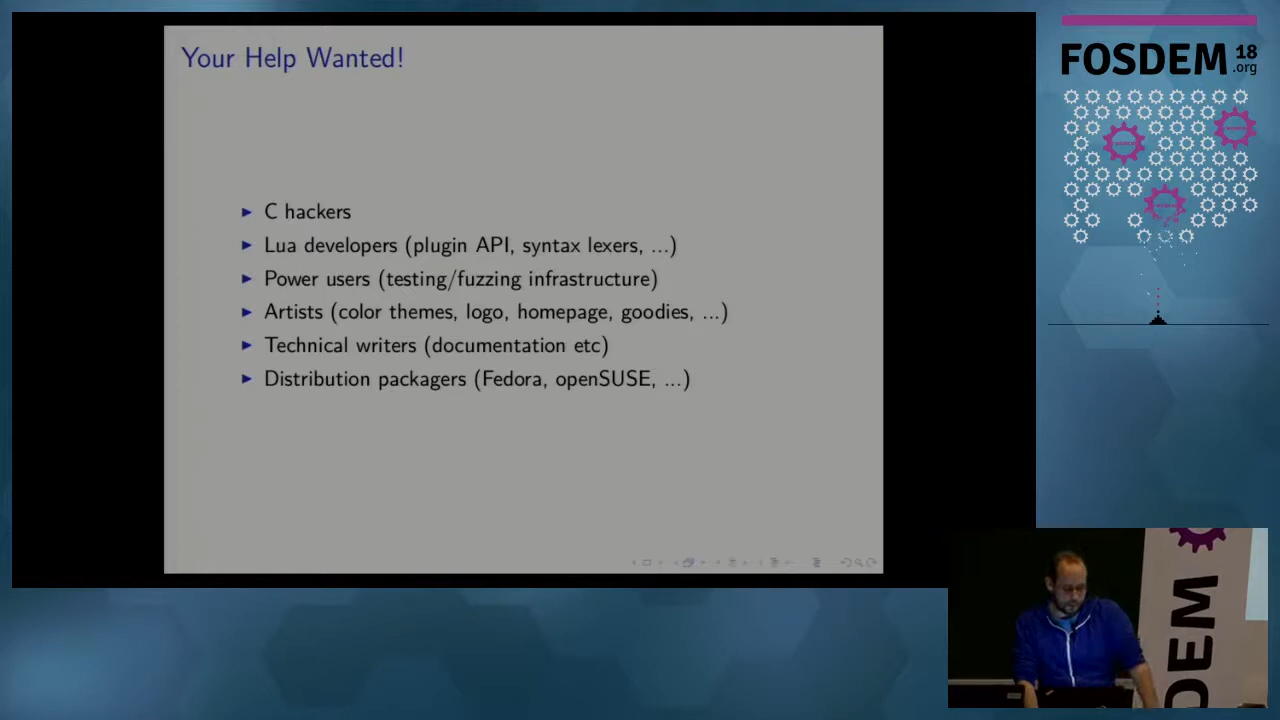 Your Help Wanted!
C hackers
Lua developers (plugin API, syntax lexers, ...)
Power users (testing/fuzzing infrastructure)
Artists (color themes, logo, homepage, goodies, ...)
Technical writers (documentation etc)
Distribution packagers (Fedora, openSUSE, ...)
FOSDEM 18
.org
DEM